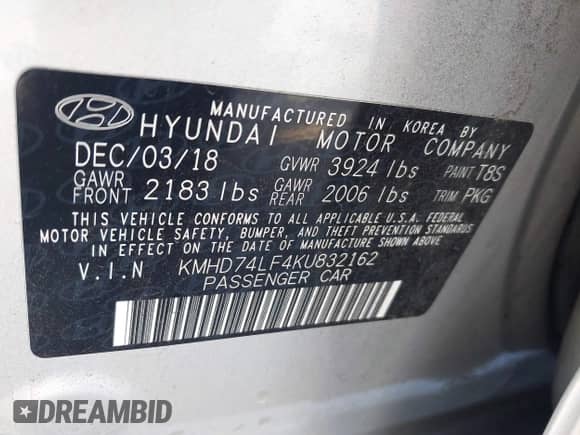 MANUFACTURED IN KOREA BY
HYUNDAI MOTOR COMPANY
DEC/03/18 GVWR 3924 lbs PAINT T8S
GAWR FRONT 2183 lbs GAWR REAR 2006 lbs TRIM PKG
THIS VEHICLE CONFORMS TO ALL APPLICABLE U.S.A. FEDERAL
MOTOR VEHICLE SAFETY, BUMPER, AND THEFT PREVENTION STANDARDS
IN EFFECT ON THE DATE OF MANUFACTURE SHOWN ABOVE.
V.I.N KMHD74LF4KU832162
PASSENGER CAR
DREAMBID